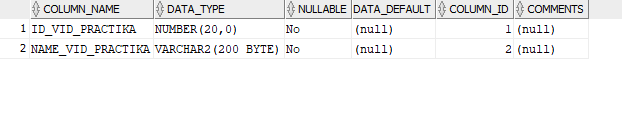 COLUMN_NAME DATA_TYPE NULLABLE DATA_DEFAULT COLUMN_ID COMMENTS
1 ID_VID_PRACTIKA NUMBER(20,0) No (null) 1 (null)
2 NAME_VID_PRACTIKA VARCHAR2(200 BYTE) No (null) 2 (null)